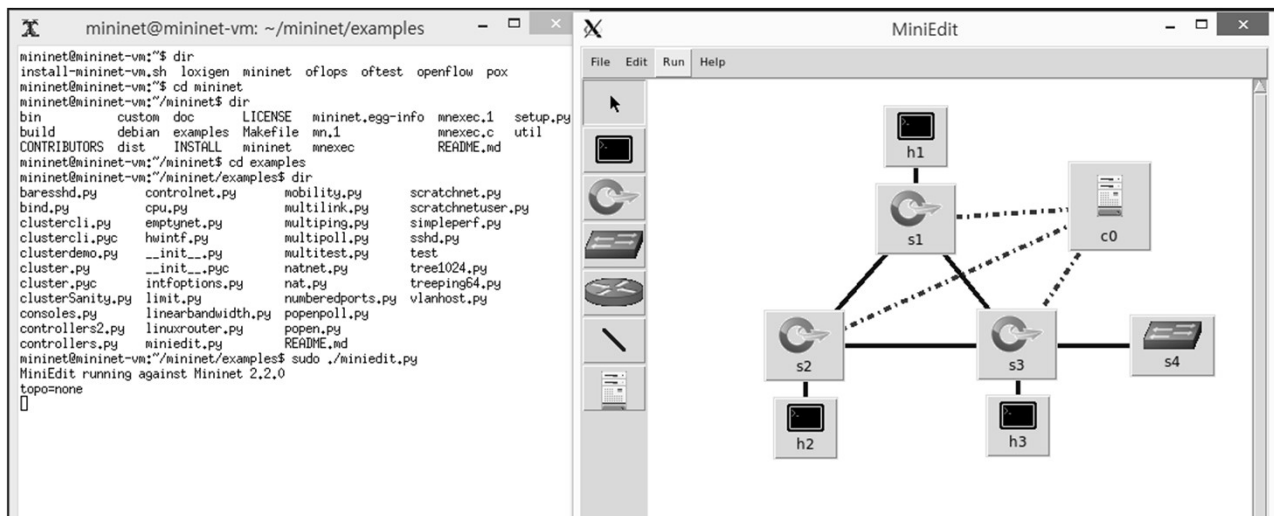 mininet@mininet-vm: ~/mininet/examples
mininet@mininet-vm:~$ dir
install-mininet-vm.sh loxigen mininet oflops oftest openflow pox
mininet@mininet-vm:~$ cd mininet
mininet@mininet-vm:~/mininet$ dir
bin custom doc LICENSE mininet.egg-info mnexec.1 setup.py
build debian examples Makefile mn.1 mnexec.c util
CONTRIBUTORS dist INSTALL mininet mnexec README.md
mininet@mininet-vm:~/mininet$ cd examples
mininet@mininet-vm:~/mininet/examples$ dir
baresshd.py controlnet.py mobility.py scratchnet.py
bind.py cpu.py multilink.py scratchnetuser.py
clustercli.py emptynet.py multiping.py simpleperf.py
clustercli.pyc hwintf.py multipoll.py sshd.py
clusterdemo.py __init__.py multitest.py test
cluster.py __init__.pyc natnet.py tree1024.py
cluster.pyc intfoptions.py nat.py treeping64.py
clusterSanity.py limit.py numberedports.py vlanhost.py
consoles.py linearbandwidth.py popenpoll.py
controllers2.py linuxrouter.py popen.py
controllers.py miniedit.py README.md
mininet@mininet-vm:~/mininet/examples$ sudo ./miniedit.py
MiniEdit running against Mininet 2.2.0
topo=none
MiniEdit
File Edit Run Help
h1
s1
c0
s2
s3
s4
h2
h3